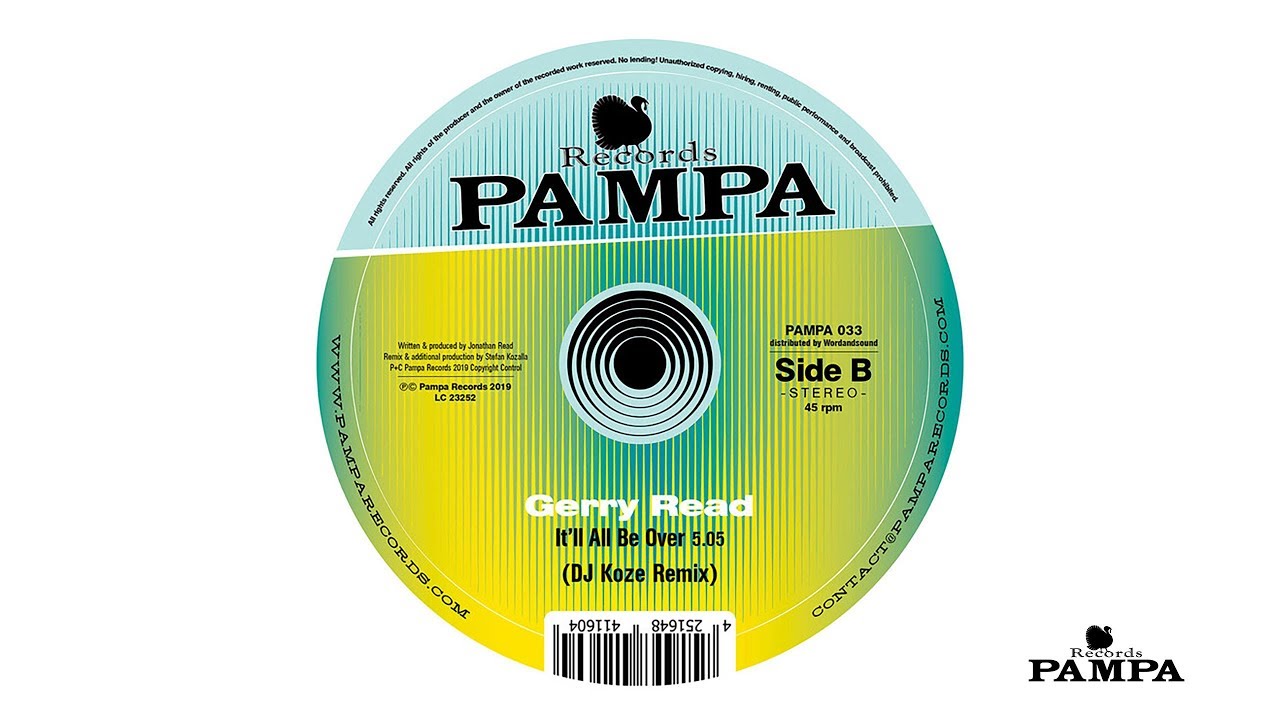 All rights reserved. All rights of the producer and the owner of the recorded work reserved. No lending! Unauthorized copying, hiring, renting, public performance and broadcast prohibited.
Records
PAMPA
Written & produced by Jonathan Read
Remix & additional production by Stefan Kozalla
P+C Pampa Records 2019 Copyright Control
℗© Pampa Records 2019
LC 23252
PAMPA 033
distributed by Wordandsound
Side B
-STEREO-
45 rpm
WWW.PAMPARECORDS.COM
CONTACT@PAMPARECORDS.COM
Gerry Read
It'll All Be Over 5.05
(DJ Koze Remix)
4 251648 411604
Records
PAMPA